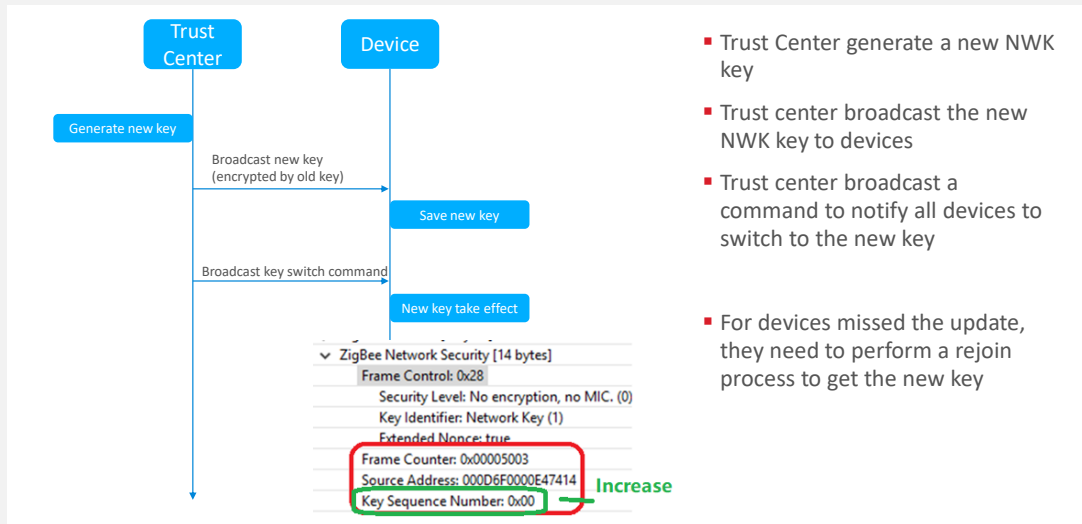 Trust
Center
Device
Generate new key
Broadcast new key
(encrypted by old key)
Save new key
Broadcast key switch command
New key take effect
ZigBee Network Security [14 bytes]
Frame Control: 0x28
Security Level: No encryption, no MIC. (0)
Key Identifier: Network Key (1)
Extended Nonce: true
Frame Counter: 0x00005003
Source Address: 000D6F0000E47414
Key Sequence Number: 0x00
Increase
▪ Trust Center generate a new NWK
key
▪ Trust center broadcast the new
NWK key to devices
▪ Trust center broadcast a
command to notify all devices to
switch to the new key
▪ For devices missed the update,
they need to perform a rejoin
process to get the new key